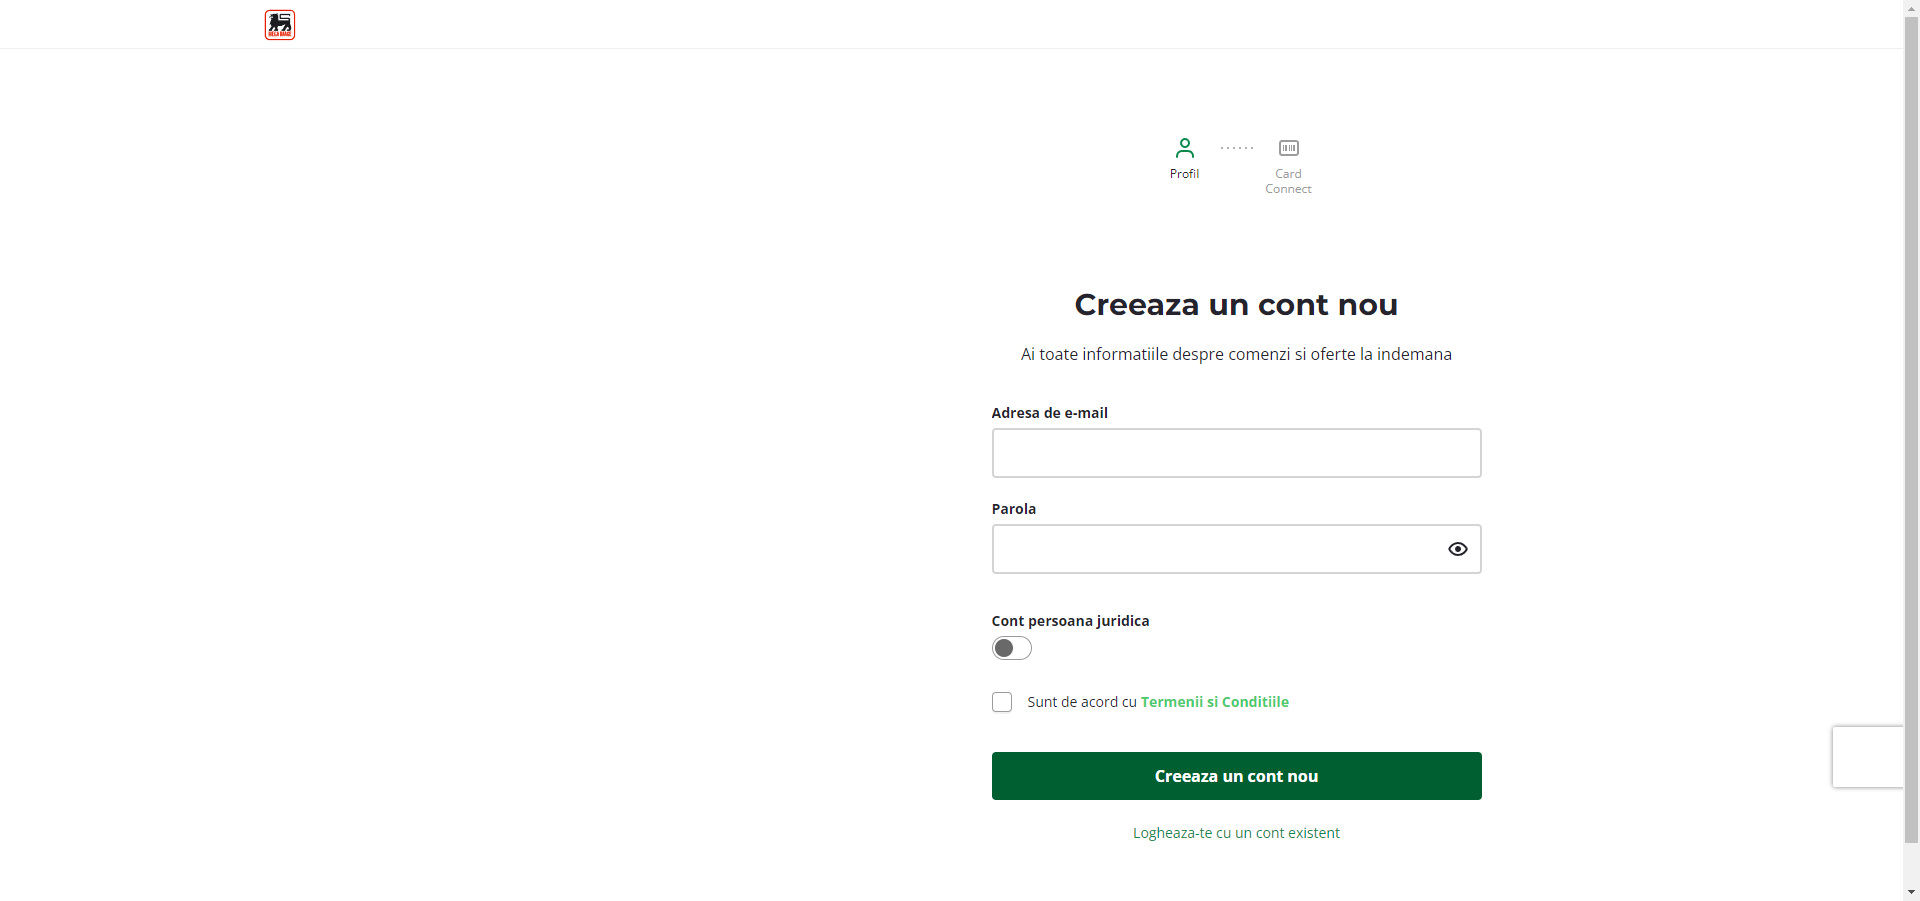 Profil
Card
Connect
Creeaza un cont nou
Ai toate informatiile despre comenzi si oferte la indemana
Adresa de e-mail
Parola
Cont persoana juridica
Sunt de acord cu Termenii si Conditiile
Creeaza un cont nou
Logheaza-te cu un cont existent